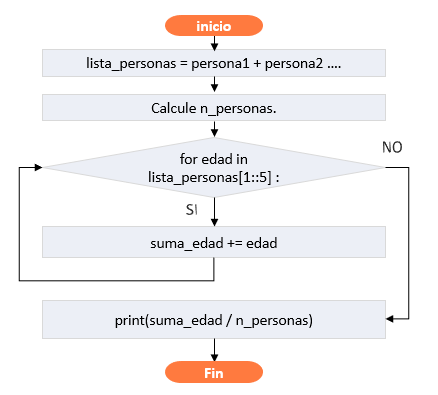 inicio
lista_personas = persona1 + persona2 ....
Calcule n_personas.
for edad in
lista_personas[1::5] :
NO
SI
suma_edad += edad
print(suma_edad / n_personas)
Fin